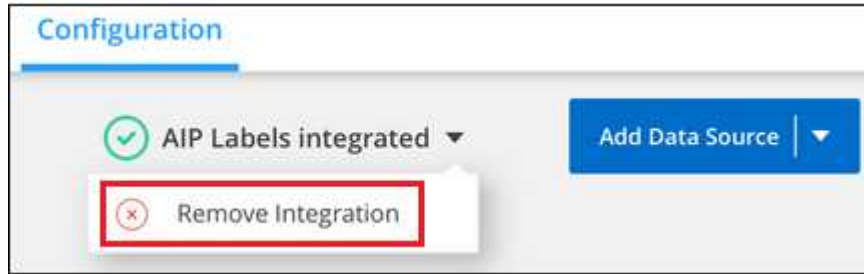 Configuration
AIP Labels integrated
Add Data Source
Remove Integration